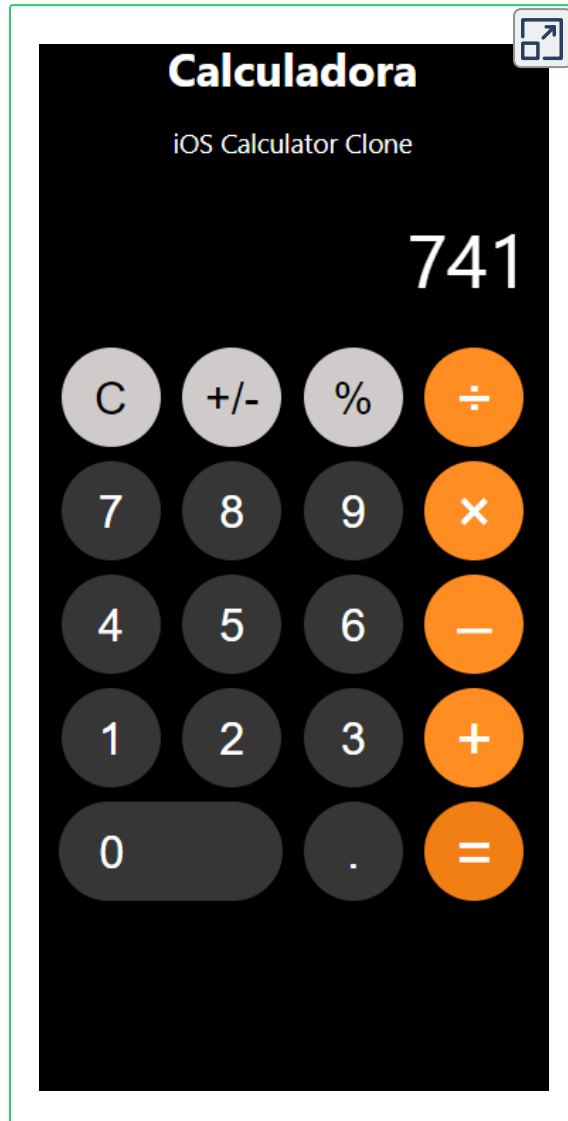 Calculadora
iOS Calculator Clone
741
C +/- % ÷
7 8 9 ×
4 5 6 –
1 2 3 +
0 . =